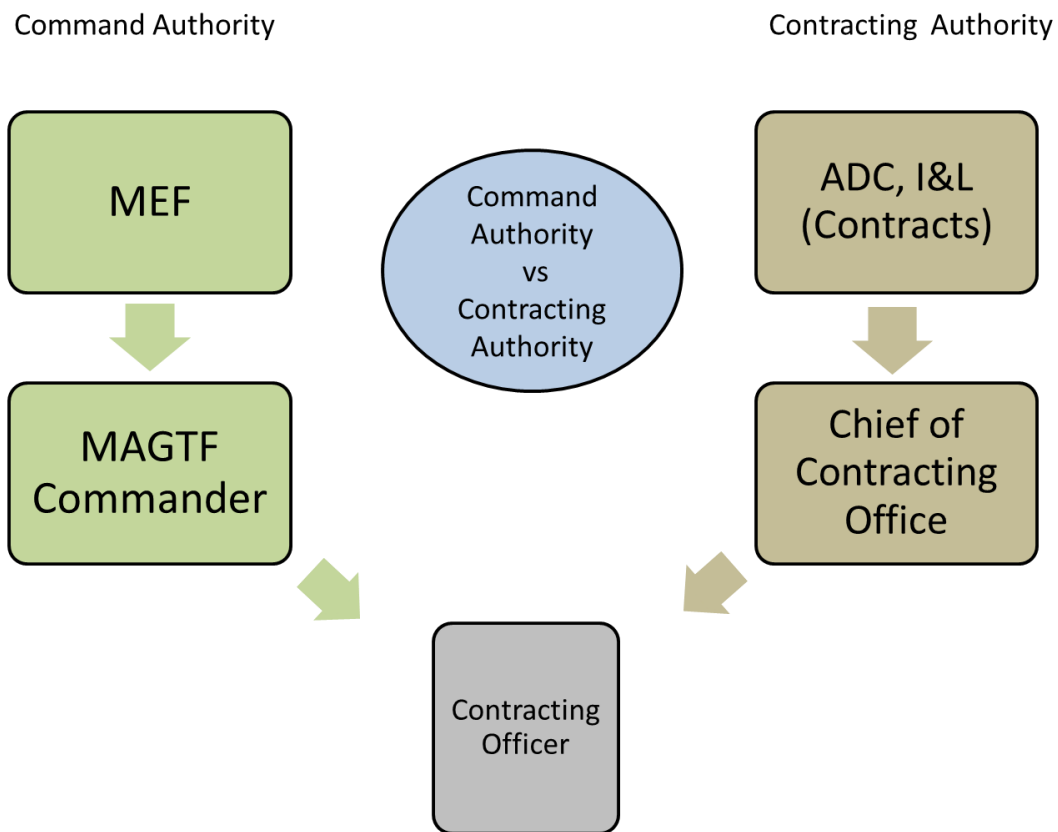 Command Authority
Contracting  Authority
MEF
Command
Authority
vs
Contracting
Authority
ADC, I&L
(Contracts)
MAGTF
Commander
Chief of
Contracting
Office
Contracting
Officer